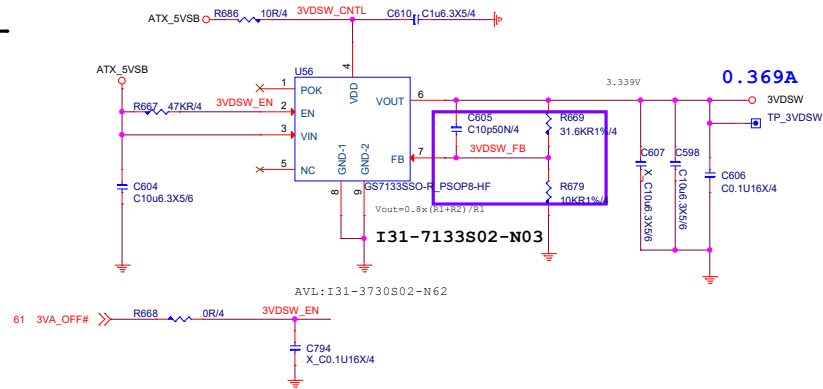 ATX_5VSB R686 10R/4 3VDSW_CNTL C610 C1u6.3X5/4
ATX_5VSB
U56
4
1 POK
VDD
R667 47KR/4 3VDSW_EN 2 EN
3 VIN
5 NC
VOUT 6
FB 7
GND-1
GND-2
8
9
GS7133SSO-R_PSOP8-HF
Vout=0.8x(R1+R2)/R1
I31-7133S02-N03
C604
C10u6.3X5/6
C605
C10p50N/4
3VDSW_FB
R669
31.6KR1%/4
R679
10KR1%/4
3.339V
0.369A
3VDSW
TP_3VDSW
C607
X_C10u6.3X5/6
C598
C10u6.3X5/6
C606
C0.1U16X/4
AVL:I31-3730S02-N62
61 3VA_OFF# R668 0R/4 3VDSW_EN
C794
X_C0.1U16X/4